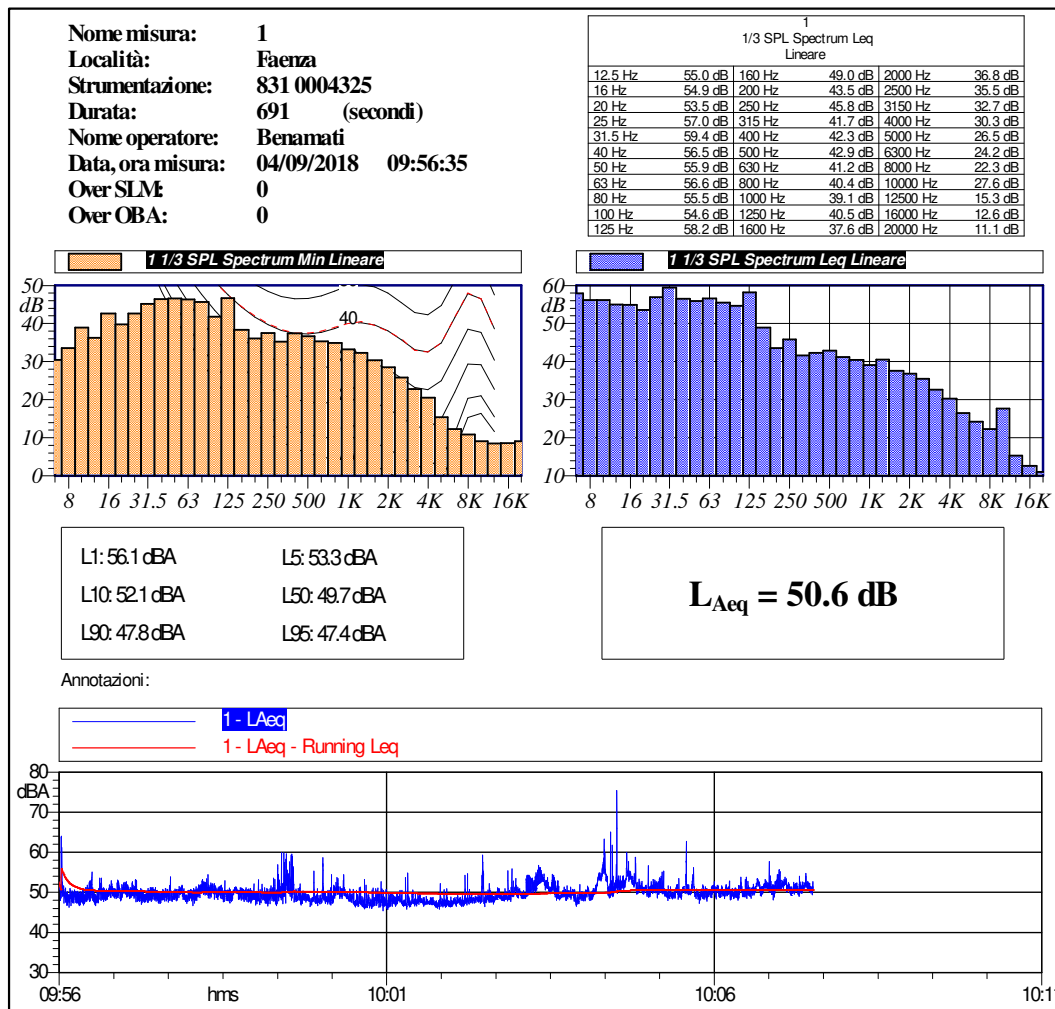 Nome misura: 1
Località: Faenza
Strumentazione: 831 0004325
Durata: 691 (secondi)
Nome operatore: Benamati
Data, ora misura: 04/09/2018 09:56:35
Over SLM: 0
Over OBA: 0
1
1/3 SPL Spectrum Leq
Lineare
12.5 Hz 55.0 dB 160 Hz 49.0 dB 2000 Hz 36.8 dB
16 Hz 54.9 dB 200 Hz 43.5 dB 2500 Hz 35.5 dB
20 Hz 53.5 dB 250 Hz 45.8 dB 3150 Hz 32.7 dB
25 Hz 57.0 dB 315 Hz 41.7 dB 4000 Hz 30.3 dB
31.5 Hz 59.4 dB 400 Hz 42.3 dB 5000 Hz 26.5 dB
40 Hz 56.5 dB 500 Hz 42.9 dB 6300 Hz 24.2 dB
50 Hz 55.9 dB 630 Hz 41.2 dB 8000 Hz 22.3 dB
63 Hz 56.6 dB 800 Hz 40.4 dB 10000 Hz 27.6 dB
80 Hz 55.5 dB 1000 Hz 39.1 dB 12500 Hz 15.3 dB
100 Hz 54.6 dB 1250 Hz 40.5 dB 16000 Hz 12.6 dB
125 Hz 58.2 dB 1600 Hz 37.6 dB 20000 Hz 11.1 dB
1 1/3 SPL Spectrum Min Lineare
50
dB
40
40
30
20
10
0
8 16 31.5 63 125 250 500 1K 2K 4K 8K 16K
1 1/3 SPL Spectrum Leq Lineare
60
dB
50
40
30
20
10
8 16 31.5 63 125 250 500 1K 2K 4K 8K 16K
L1: 56.1 dBA L5: 53.3 dBA
L10: 52.1 dBA L50: 49.7 dBA
L90: 47.8 dBA L95: 47.4 dBA
LAeq = 50.6 dB
Annotazioni:
1 - LAeq
1 - LAeq - Running Leq
80
dBA
70
60
50
40
30
09:56 hms 10:01 10:06 10:11